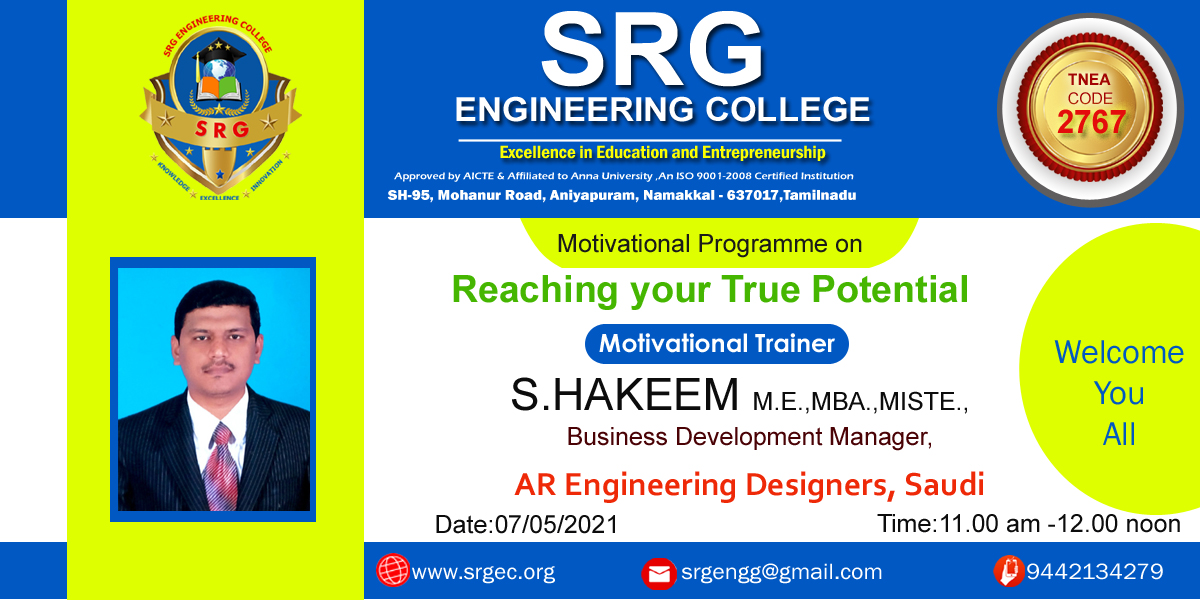 SRG ENGINEERING COLLEGE
SRG
KNOWLEDGE
EXCELLENCE
INNOVATION
SRG
ENGINEERING COLLEGE
Excellence in Education and Entrepreneurship
Approved by AICTE & Affiliated to Anna University ,An ISO 9001-2008 Certified Institution
SH-95, Mohanur Road, Aniyapuram, Namakkal - 637017,Tamilnadu
TNEA
CODE
2767
Motivational Programme on
Reaching your True Potential
Motivational Trainer
S.HAKEEM M.E.,MBA.,MISTE.,
Business Development Manager,
AR Engineering Designers, Saudi
Welcome
You
All
Date:07/05/2021
Time:11.00 am -12.00 noon
www.srgec.org
srgengg@gmail.com
9442134279